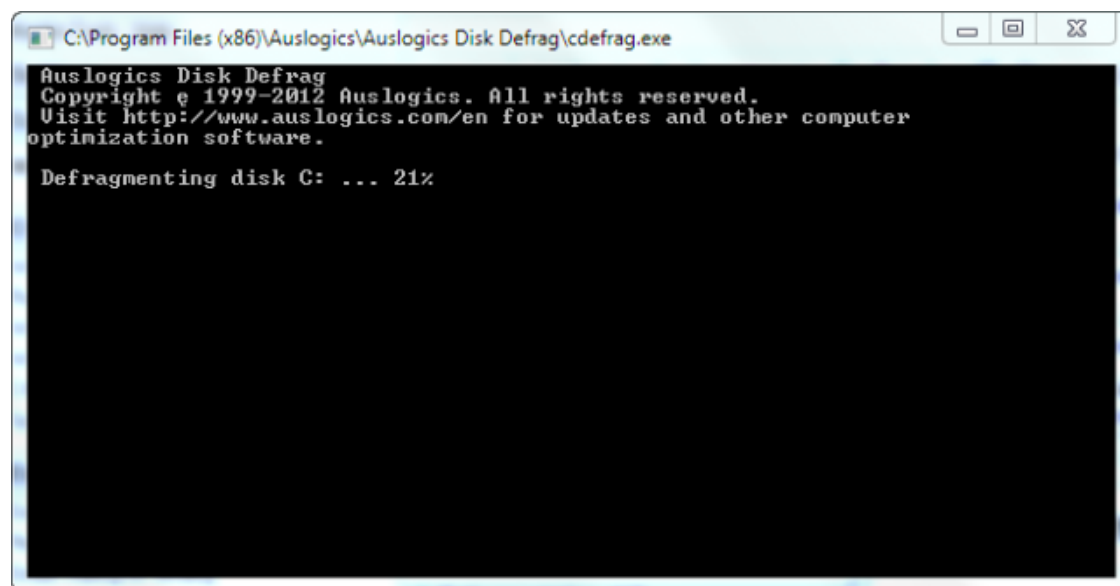 C:\Program Files (x86)\Auslogics\Auslogics Disk Defrag\cdefrag.exe
Auslogics Disk Defrag
Copyright ę 1999-2012 Auslogics. All rights reserved.
Visit http://www.auslogics.com/en for updates and other computer
optimization software.
Defragmenting disk C: ... 21%